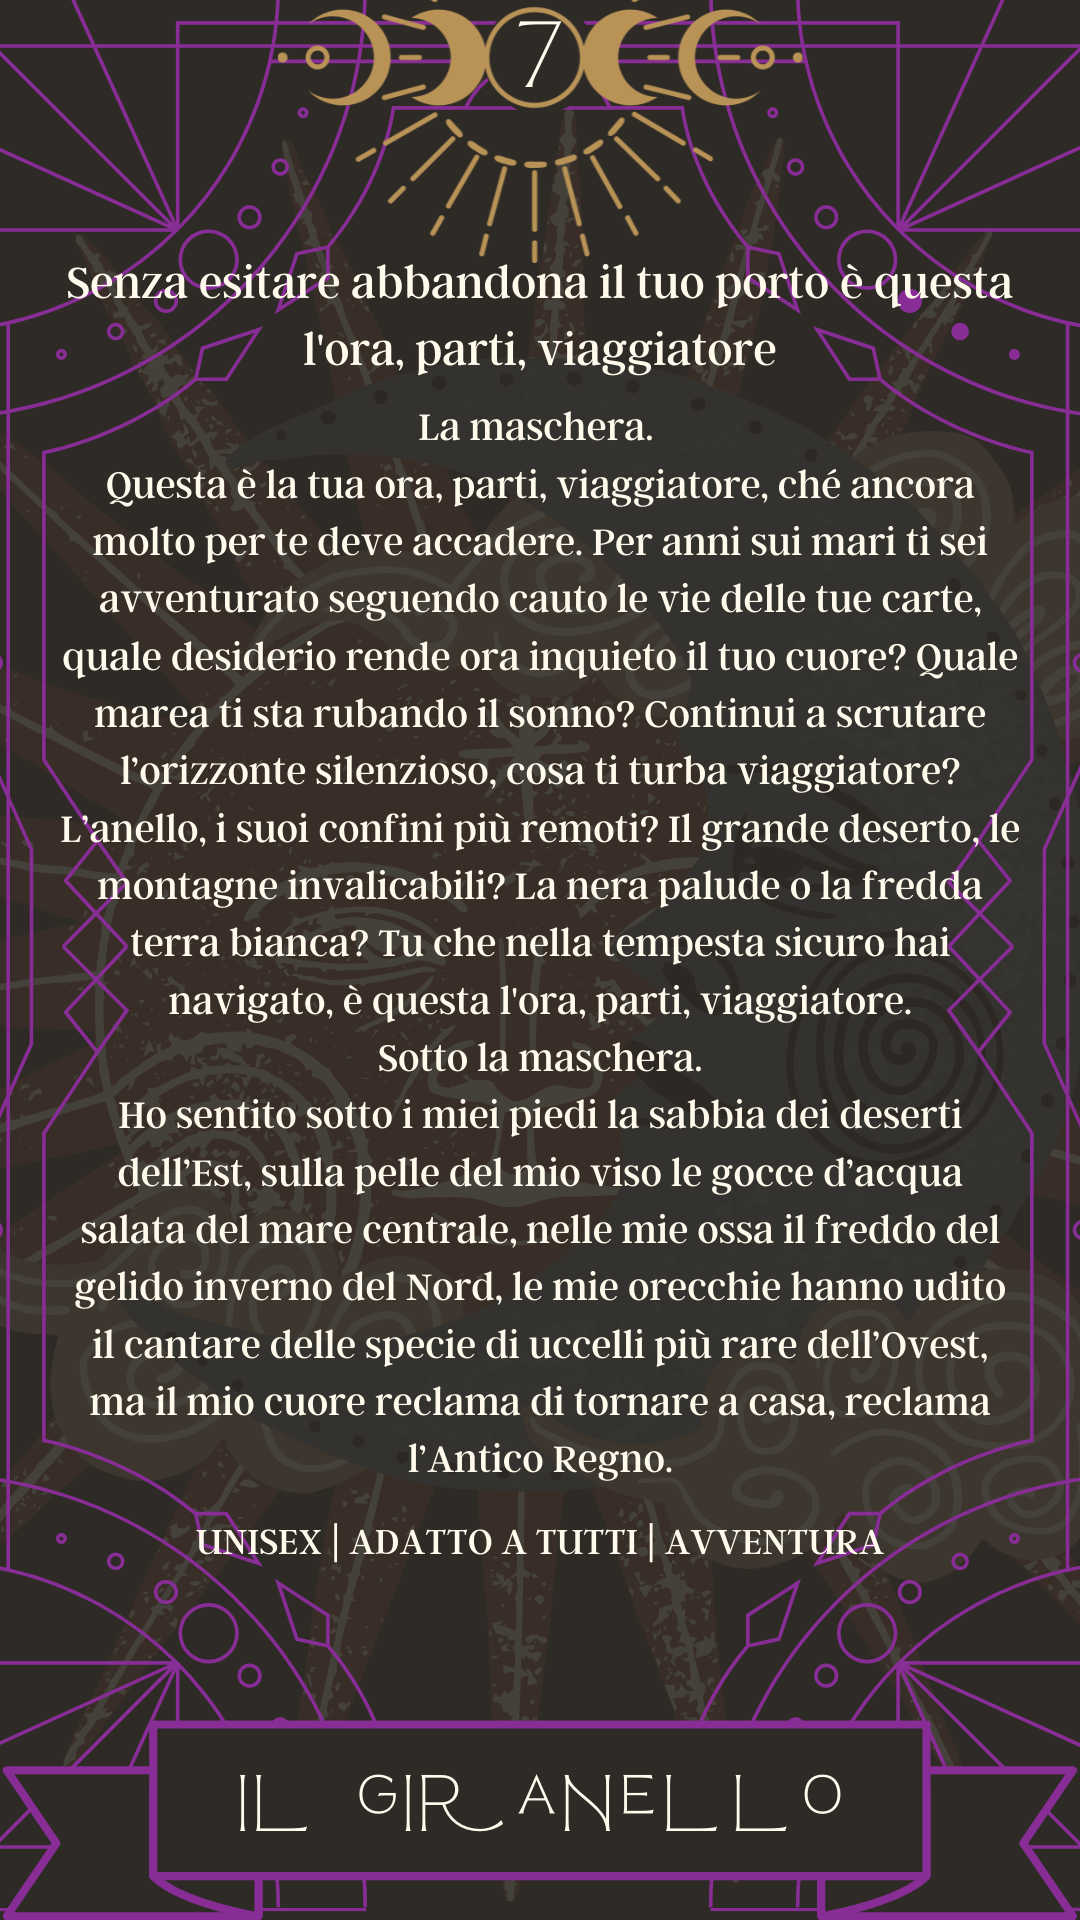 7
Senza esitare abbandona il tuo porto è questa
l'ora, parti, viaggiatore
La maschera.
Questa è la tua ora, parti, viaggiatore, ché ancora
molto per te deve accadere. Per anni sui mari ti sei
avventurato seguendo cauto le vie delle tue carte,
quale desiderio rende ora inquieto il tuo cuore? Quale
marea ti sta rubando il sonno? Continui a scrutare
l’orizzonte silenzioso, cosa ti turba viaggiatore?
L’anello, i suoi confini più remoti? Il grande deserto, le
montagne invalicabili? La nera palude o la fredda
terra bianca? Tu che nella tempesta sicuro hai
navigato, è questa l'ora, parti, viaggiatore.
Sotto la maschera.
Ho sentito sotto i miei piedi la sabbia dei deserti
dell’Est, sulla pelle del mio viso le gocce d’acqua
salata del mare centrale, nelle mie ossa il freddo del
gelido inverno del Nord, le mie orecchie hanno udito
il cantare delle specie di uccelli più rare dell’Ovest,
ma il mio cuore reclama di tornare a casa, reclama
l’Antico Regno.
UNISEX | ADATTO A TUTTI | AVVENTURA
IL GIRANELLO